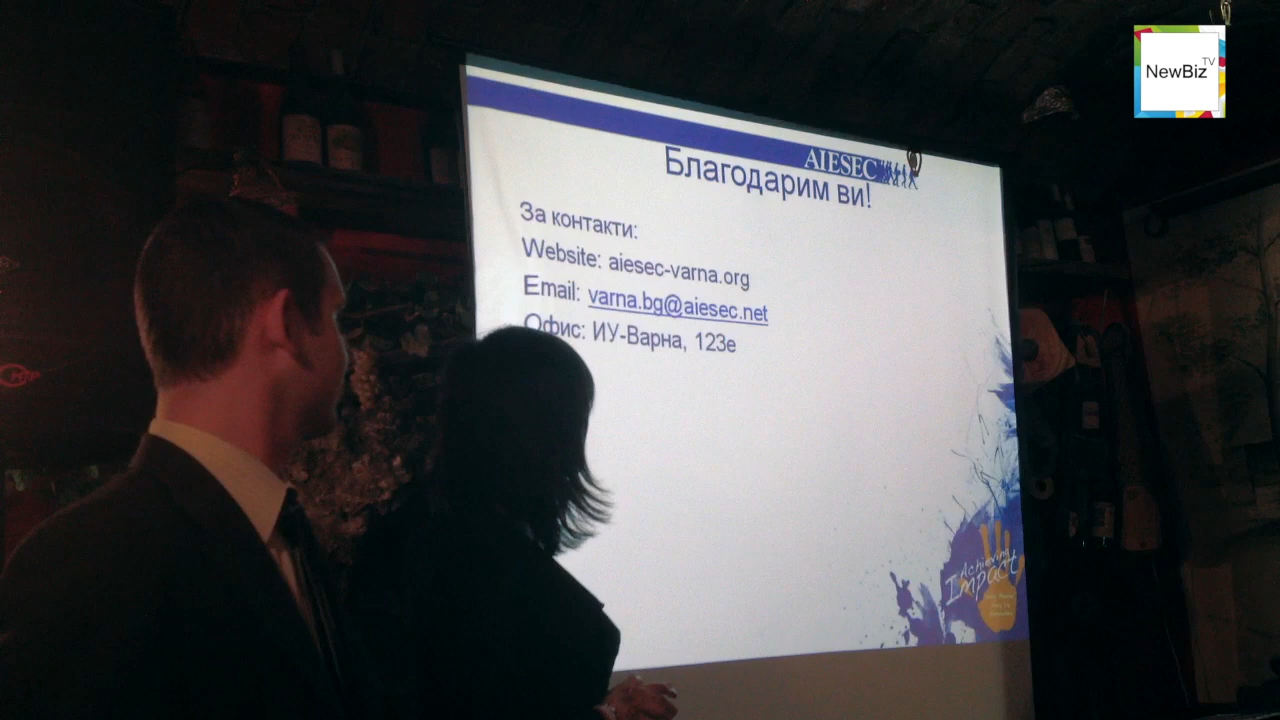 NewBiz TV
AIESEC
Благодарим ви!
За контакти:
Website: aiesec-varna.org
Email: varna.bg@aiesec.net
Офис: ИУ-Варна, 123е
Achieving
Impact